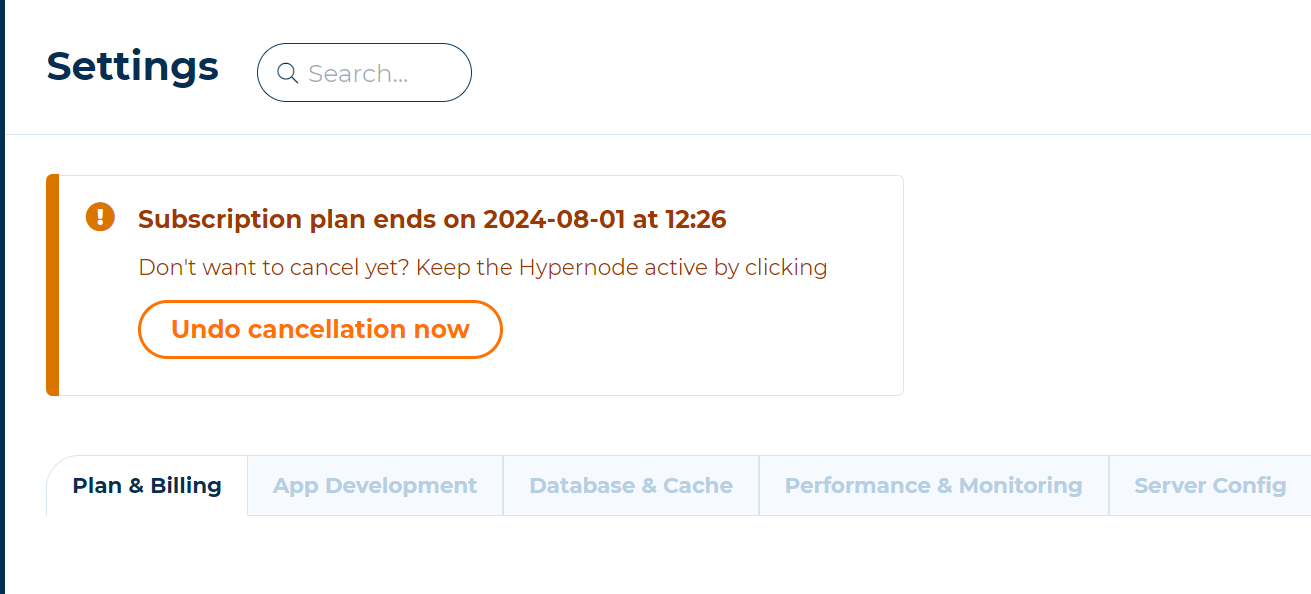 Settings
Search...
Subscription plan ends on 2024-08-01 at 12:26
Don't want to cancel yet? Keep the Hypernode active by clicking
Undo cancellation now
Plan & Billing
App Development
Database & Cache
Performance & Monitoring
Server Config